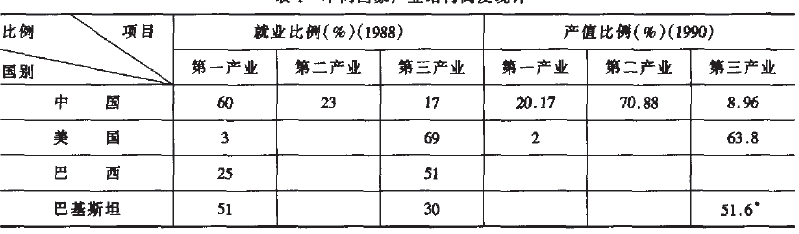 比例 项目 就业比例(%)(1988) 产值比例(%)(1990)
国别 第一产业 第二产业 第三产业 第一产业 第二产业 第三产业
中 国 60 23 17 20.17 70.88 8.96
美 国 3 69 2 63.8
巴 西 25 51
巴基斯坦 51 30 51.6*